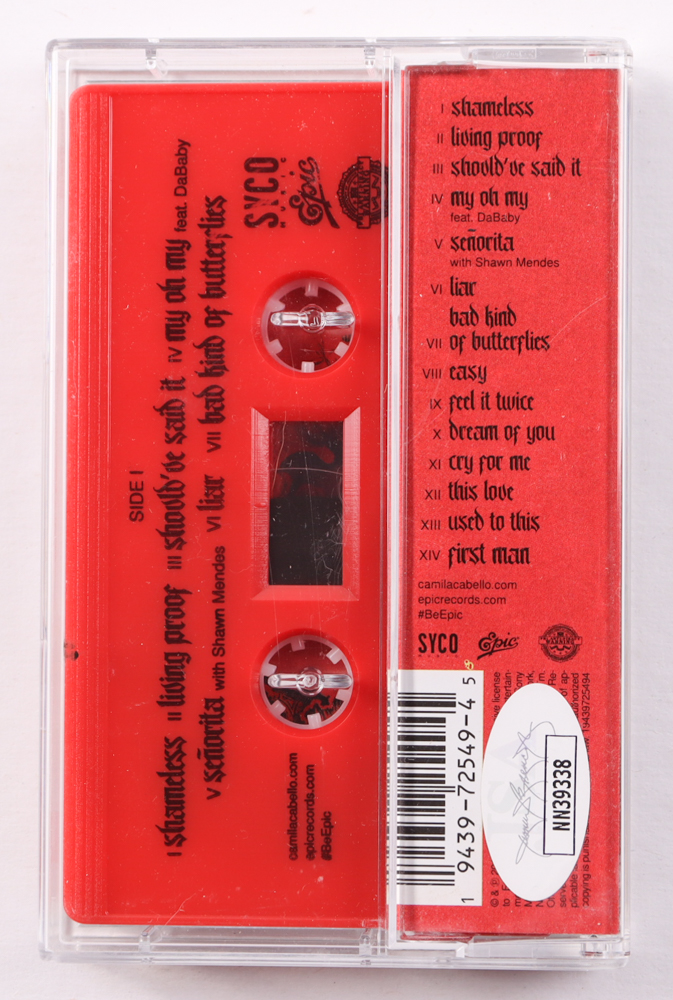 SIDE I
I shameless II living proof III should've said it IV my oh my feat. DaBaby
V señorita with Shawn Mendes VI liar VII bad kind of butterflies
camilacabello.com
epicrecords.com
#BeEpic
SYCO
MUSIC
Epic
I shameless
II living proof
III should've said it
IV my oh my
feat. DaBaby
V señorita
with Shawn Mendes
VI liar
bad kind
VII of butterflies
VIII easy
IX feel it twice
X dream of you
XI cry for me
XII this love
XIII used to this
XIV first man
camilacabello.com
epicrecords.com
#BeEpic
SYCO
MUSIC
Epic
1 9439-72549-4 5
19439725494
NN39338